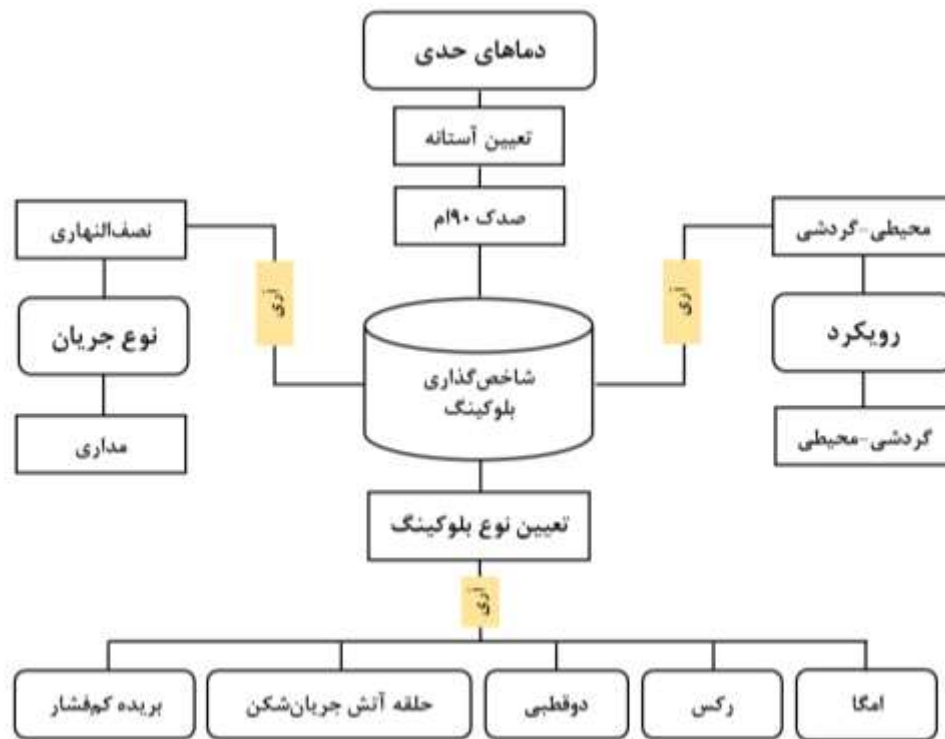 دماهای حدی
تعیین آستانه
صدک ۹۰ام
محیطی-گردشی
آری
رویکرد
گردشی-محیطی
نصف‌النهاری
آری
نوع جریان
مداری
شاخص‌گذاری
بلوکینگ
تعیین نوع بلوکینگ
آری
امگا
رکس
دوقطبی
حلقه آتش جریان‌شکن
بریده کم‌فشار